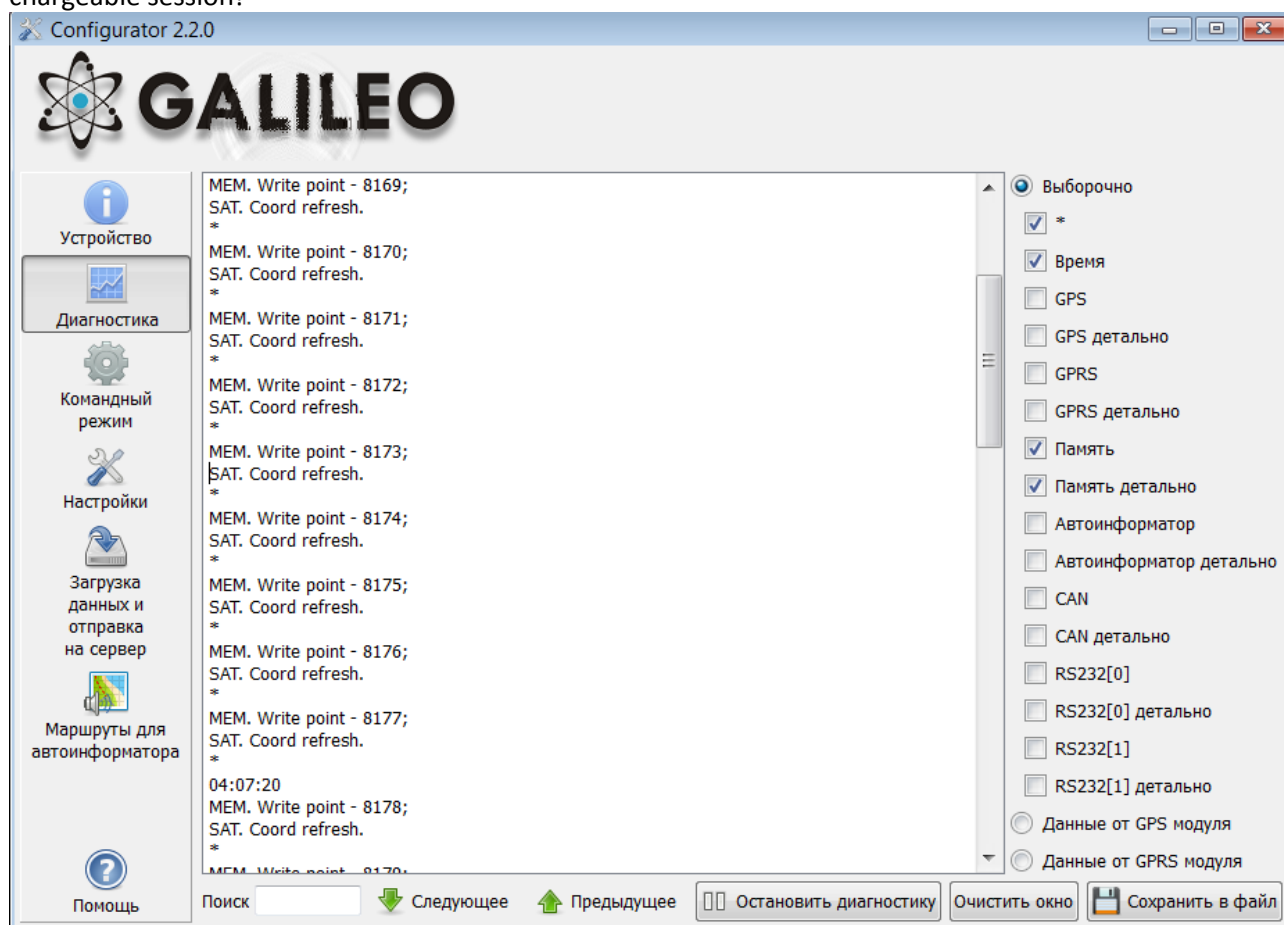 chargeable session!
Configurator 2.2.0
GALILEO
Устройство
Диагностика
Командный
режим
Настройки
Загрузка
данных и
отправка
на сервер
Маршруты для
автоинформатора
Помощь
MEM. Write point - 8169;
SAT. Coord refresh.
*
MEM. Write point - 8170;
SAT. Coord refresh.
*
MEM. Write point - 8171;
SAT. Coord refresh.
*
MEM. Write point - 8172;
SAT. Coord refresh.
*
MEM. Write point - 8173;
SAT. Coord refresh.
*
MEM. Write point - 8174;
SAT. Coord refresh.
*
MEM. Write point - 8175;
SAT. Coord refresh.
*
MEM. Write point - 8176;
SAT. Coord refresh.
*
MEM. Write point - 8177;
SAT. Coord refresh.
*
04:07:20
MEM. Write point - 8178;
SAT. Coord refresh.
*
MEM. Write point - 8179;
Выборочно
*
Время
GPS
GPS детально
GPRS
GPRS детально
Память
Память детально
Автоинформатор
Автоинформатор детально
CAN
CAN детально
RS232[0]
RS232[0] детально
RS232[1]
RS232[1] детально
Данные от GPS модуля
Данные от GPRS модуля
Поиск
Следующее
Предыдущее
Остановить диагностику
Очистить окно
Сохранить в файл